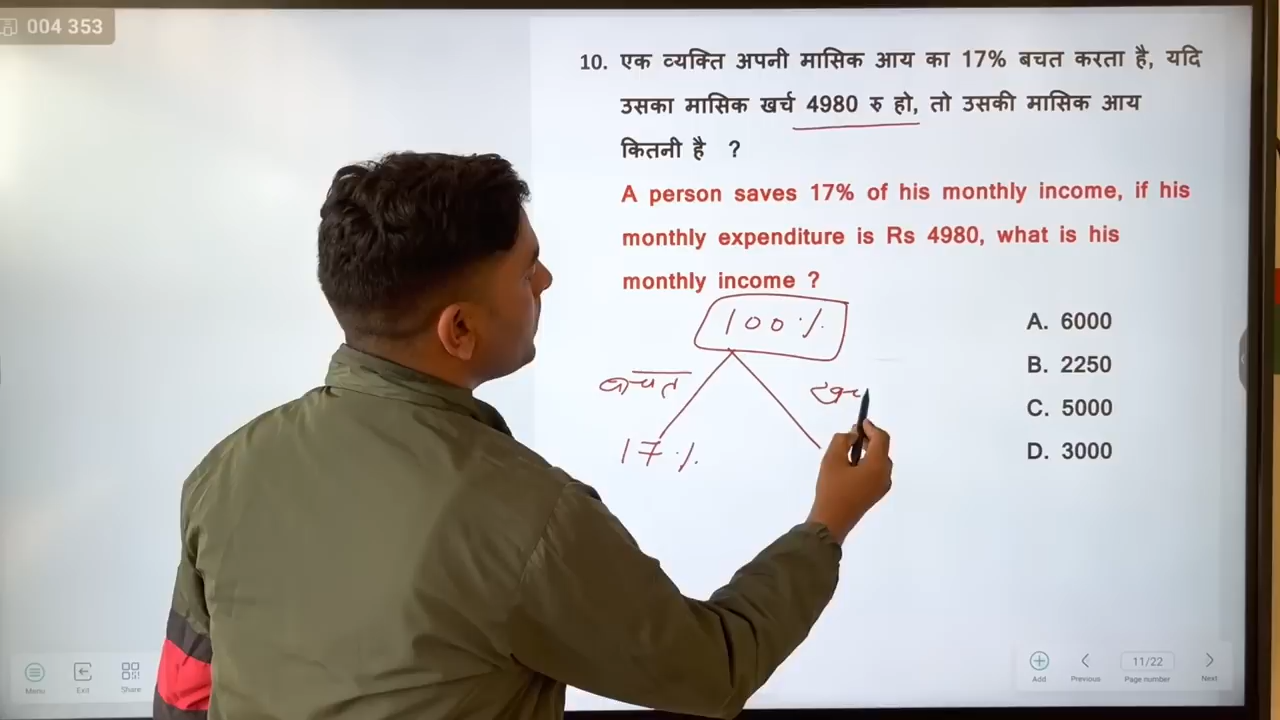 004 353
10. एक व्यक्ति अपनी मासिक आय का 17% बचत करता है, यदि
उसका मासिक खर्च 4980 रु हो, तो उसकी मासिक आय
कितनी है ?
A person saves 17% of his monthly income, if his
monthly expenditure is Rs 4980, what is his
monthly income ?
100%
बचत
17%
A. 6000
B. 2250
C. 5000
D. 3000
Menu Exit Share
Add Previous 11/22 Page number Next